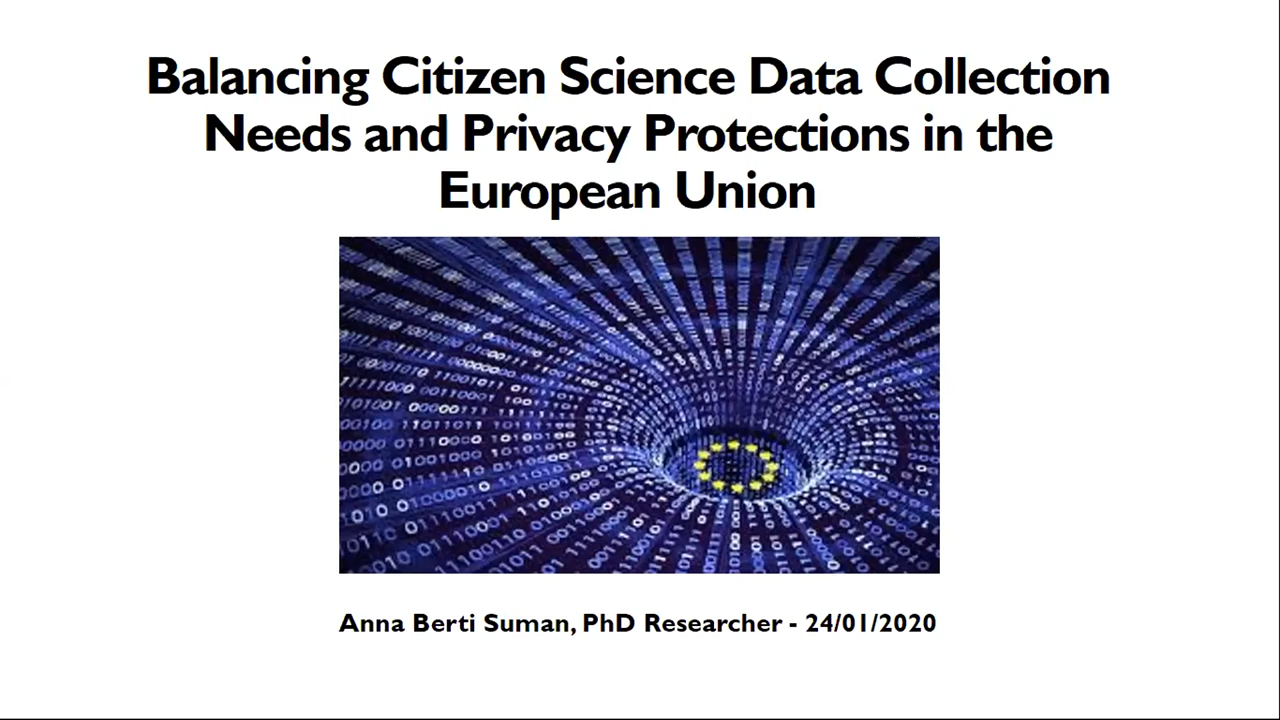 Balancing Citizen Science Data Collection
Needs and Privacy Protections in the
European Union
Anna Berti Suman, PhD Researcher - 24/01/2020